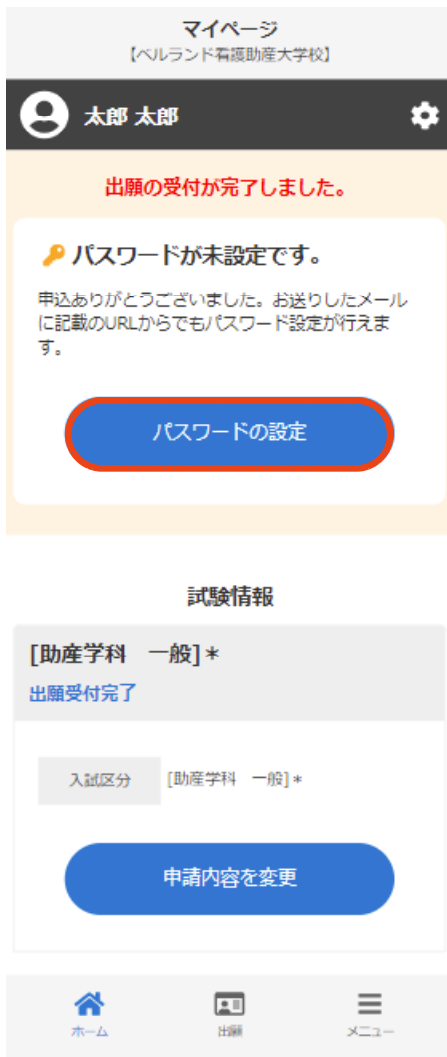 マイページ
【ベルランド看護助産大学校】
太郎 太郎
出願の受付が完了しました。
パスワードが未設定です。
申込ありがとうございました。お送りしたメール
に記載のURLからでもパスワード設定が行えま
す。
パスワードの設定
試験情報
[助産学科　一般]＊
出願受付完了
入試区分 [助産学科　一般]＊
申請内容を変更
ホーム 出願 メニュー